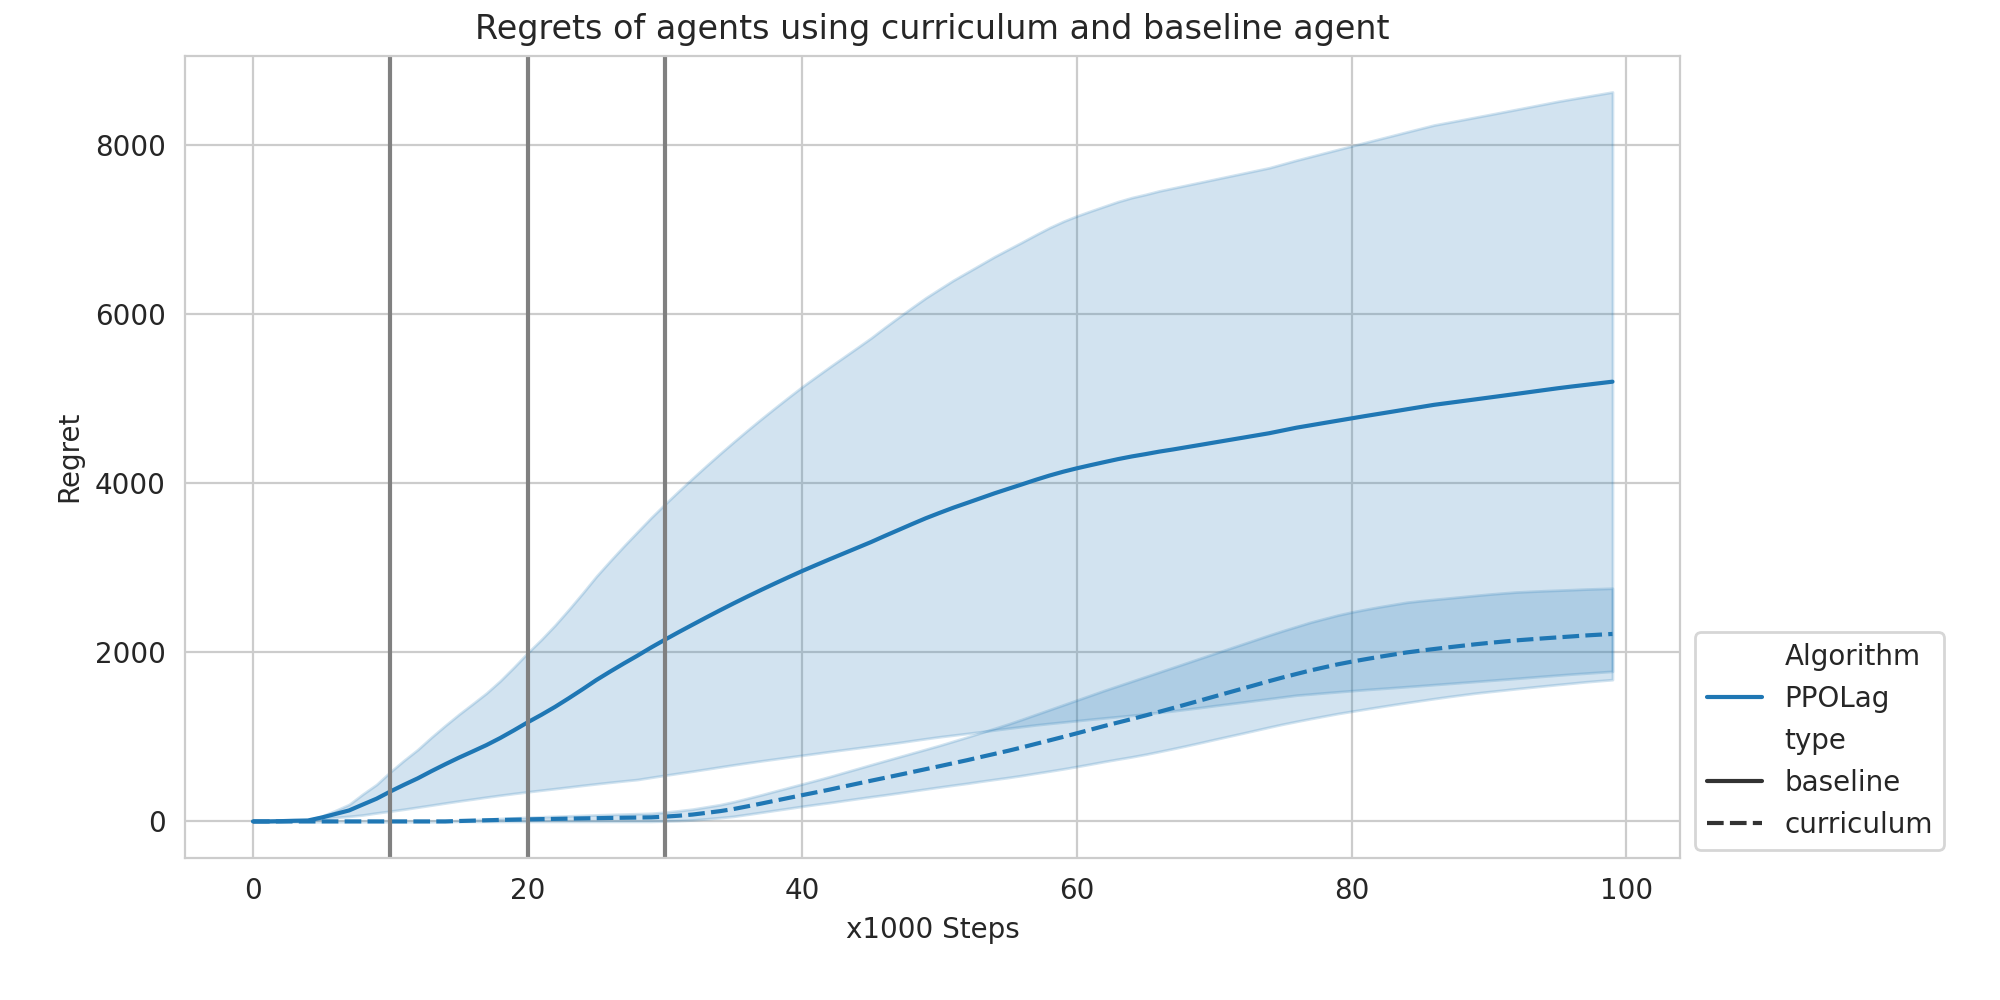 Regrets of agents using curriculum and baseline agent
Regret
8000
6000
4000
2000
0
0 20 40 60 80 100
x1000 Steps
Algorithm
PPOLag
type
baseline
curriculum